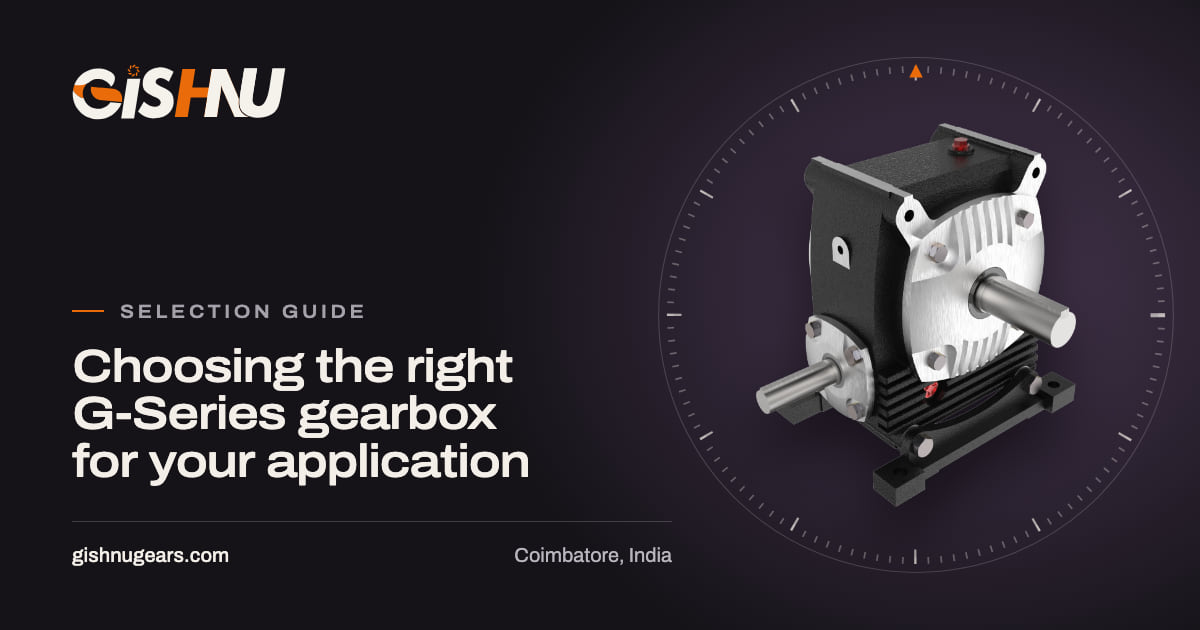 GISHNU
SELECTION GUIDE
Choosing the right
G-Series gearbox
for your application
gishnugears.com
Coimbatore, India